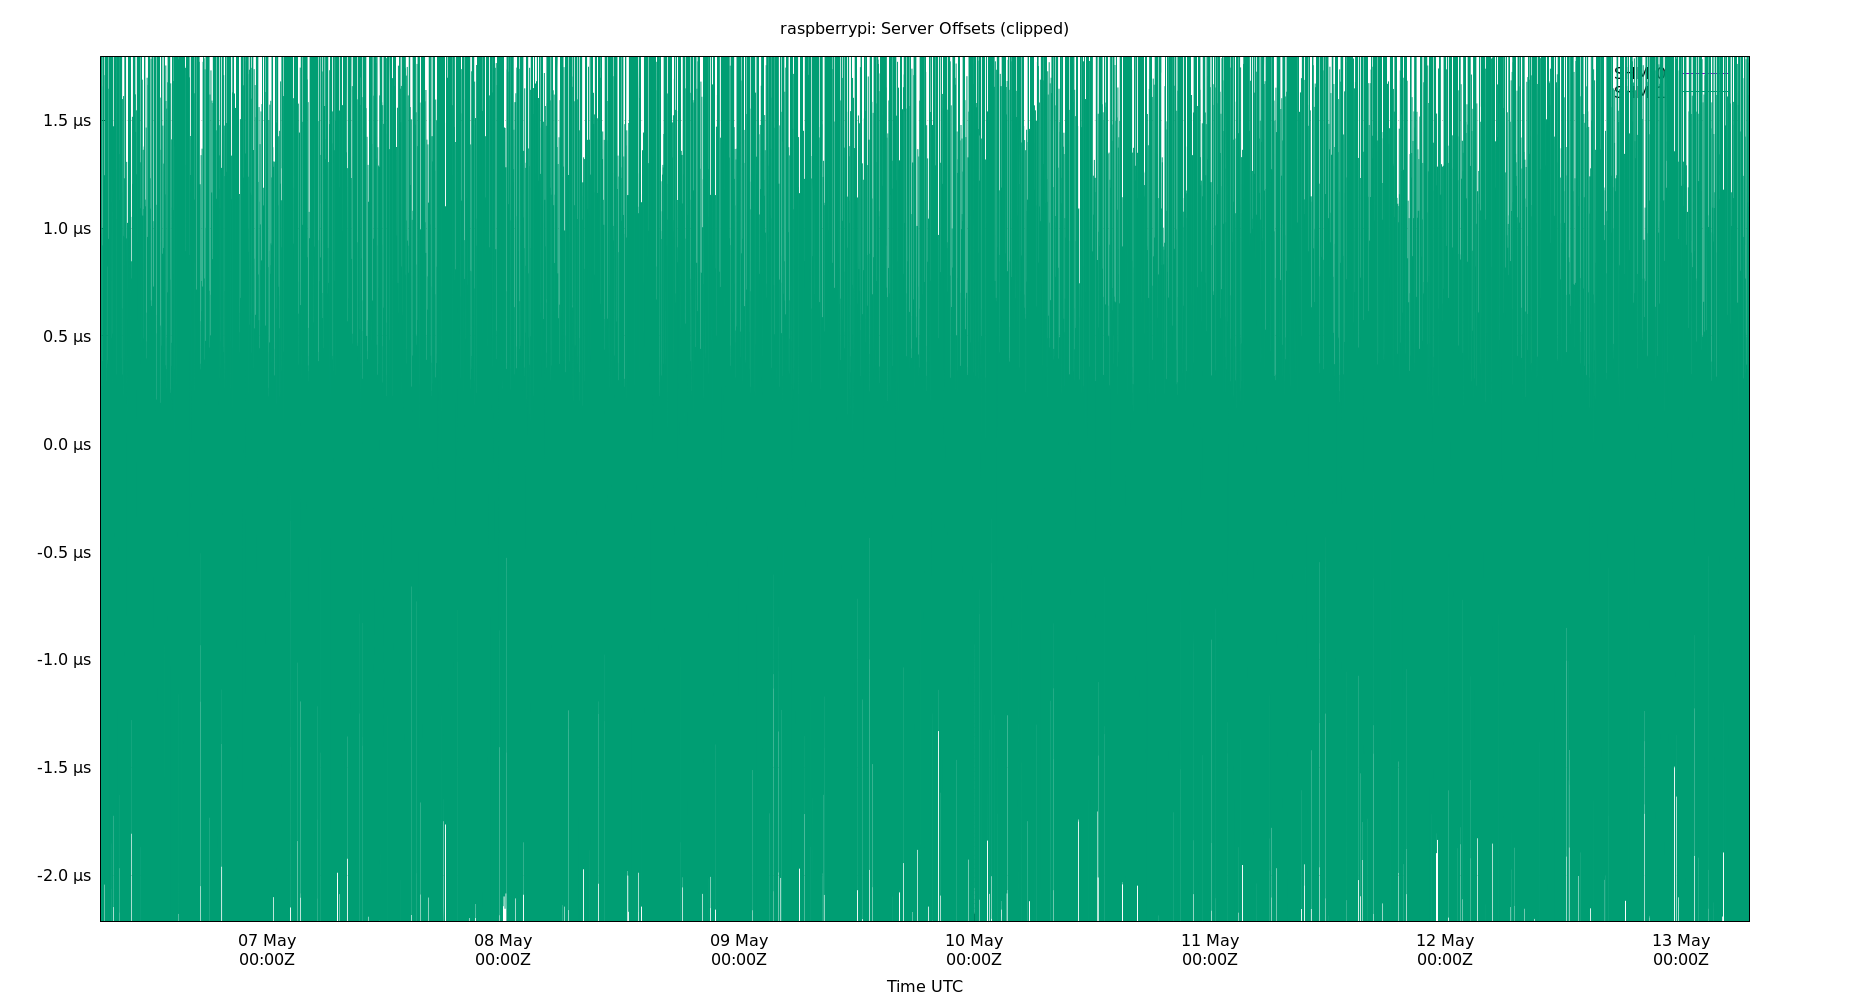 raspberrypi: Server Offsets (clipped)
1.5 µs
1.0 µs
0.5 µs
0.0 µs
-0.5 µs
-1.0 µs
-1.5 µs
-2.0 µs
07 May
00:00Z
08 May
00:00Z
09 May
00:00Z
10 May
00:00Z
11 May
00:00Z
12 May
00:00Z
13 May
00:00Z
Time UTC